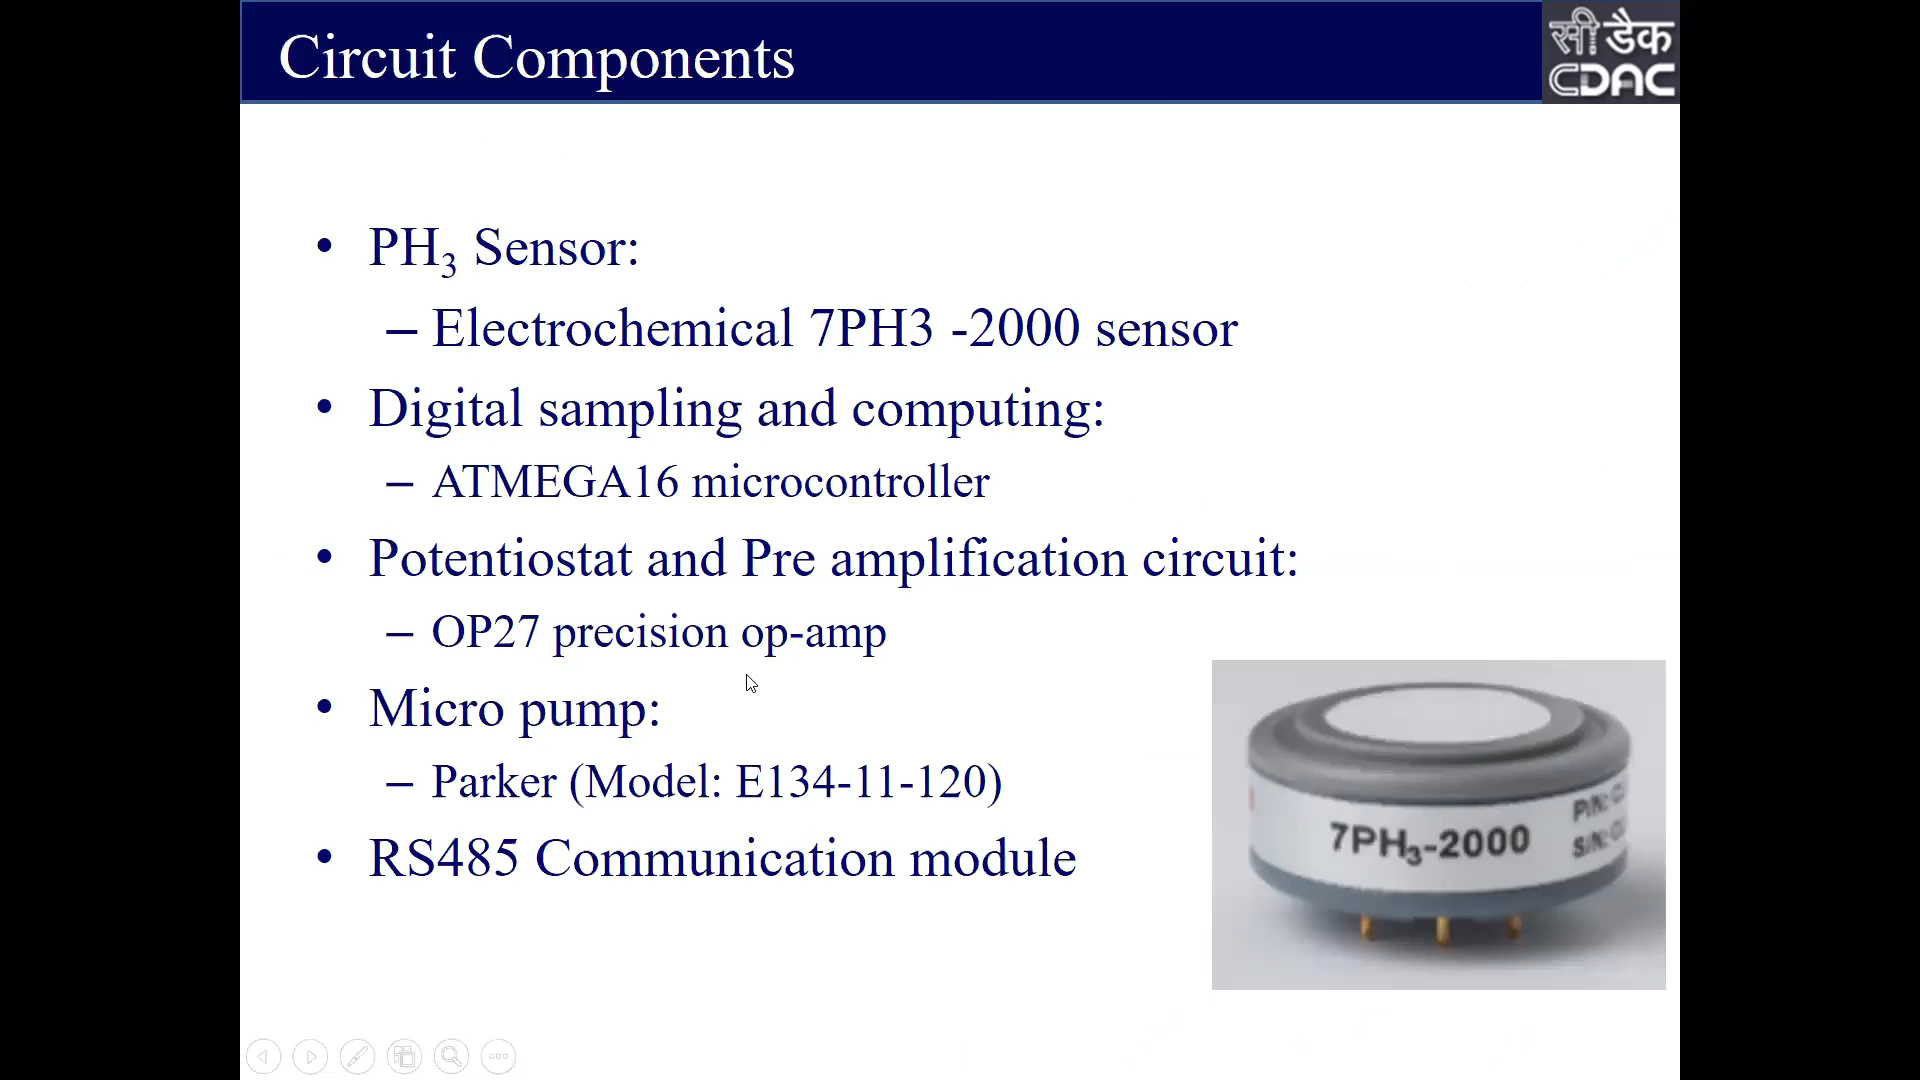 Circuit Components
सी डैक
CDAC
• PH₃ Sensor:
– Electrochemical 7PH3 -2000 sensor
• Digital sampling and computing:
– ATMEGA16 microcontroller
• Potentiostat and Pre amplification circuit:
– OP27 precision op-amp
• Micro pump:
– Parker (Model: E134-11-120)
• RS485 Communication module
P/N:
7PH₃-2000
S/N: